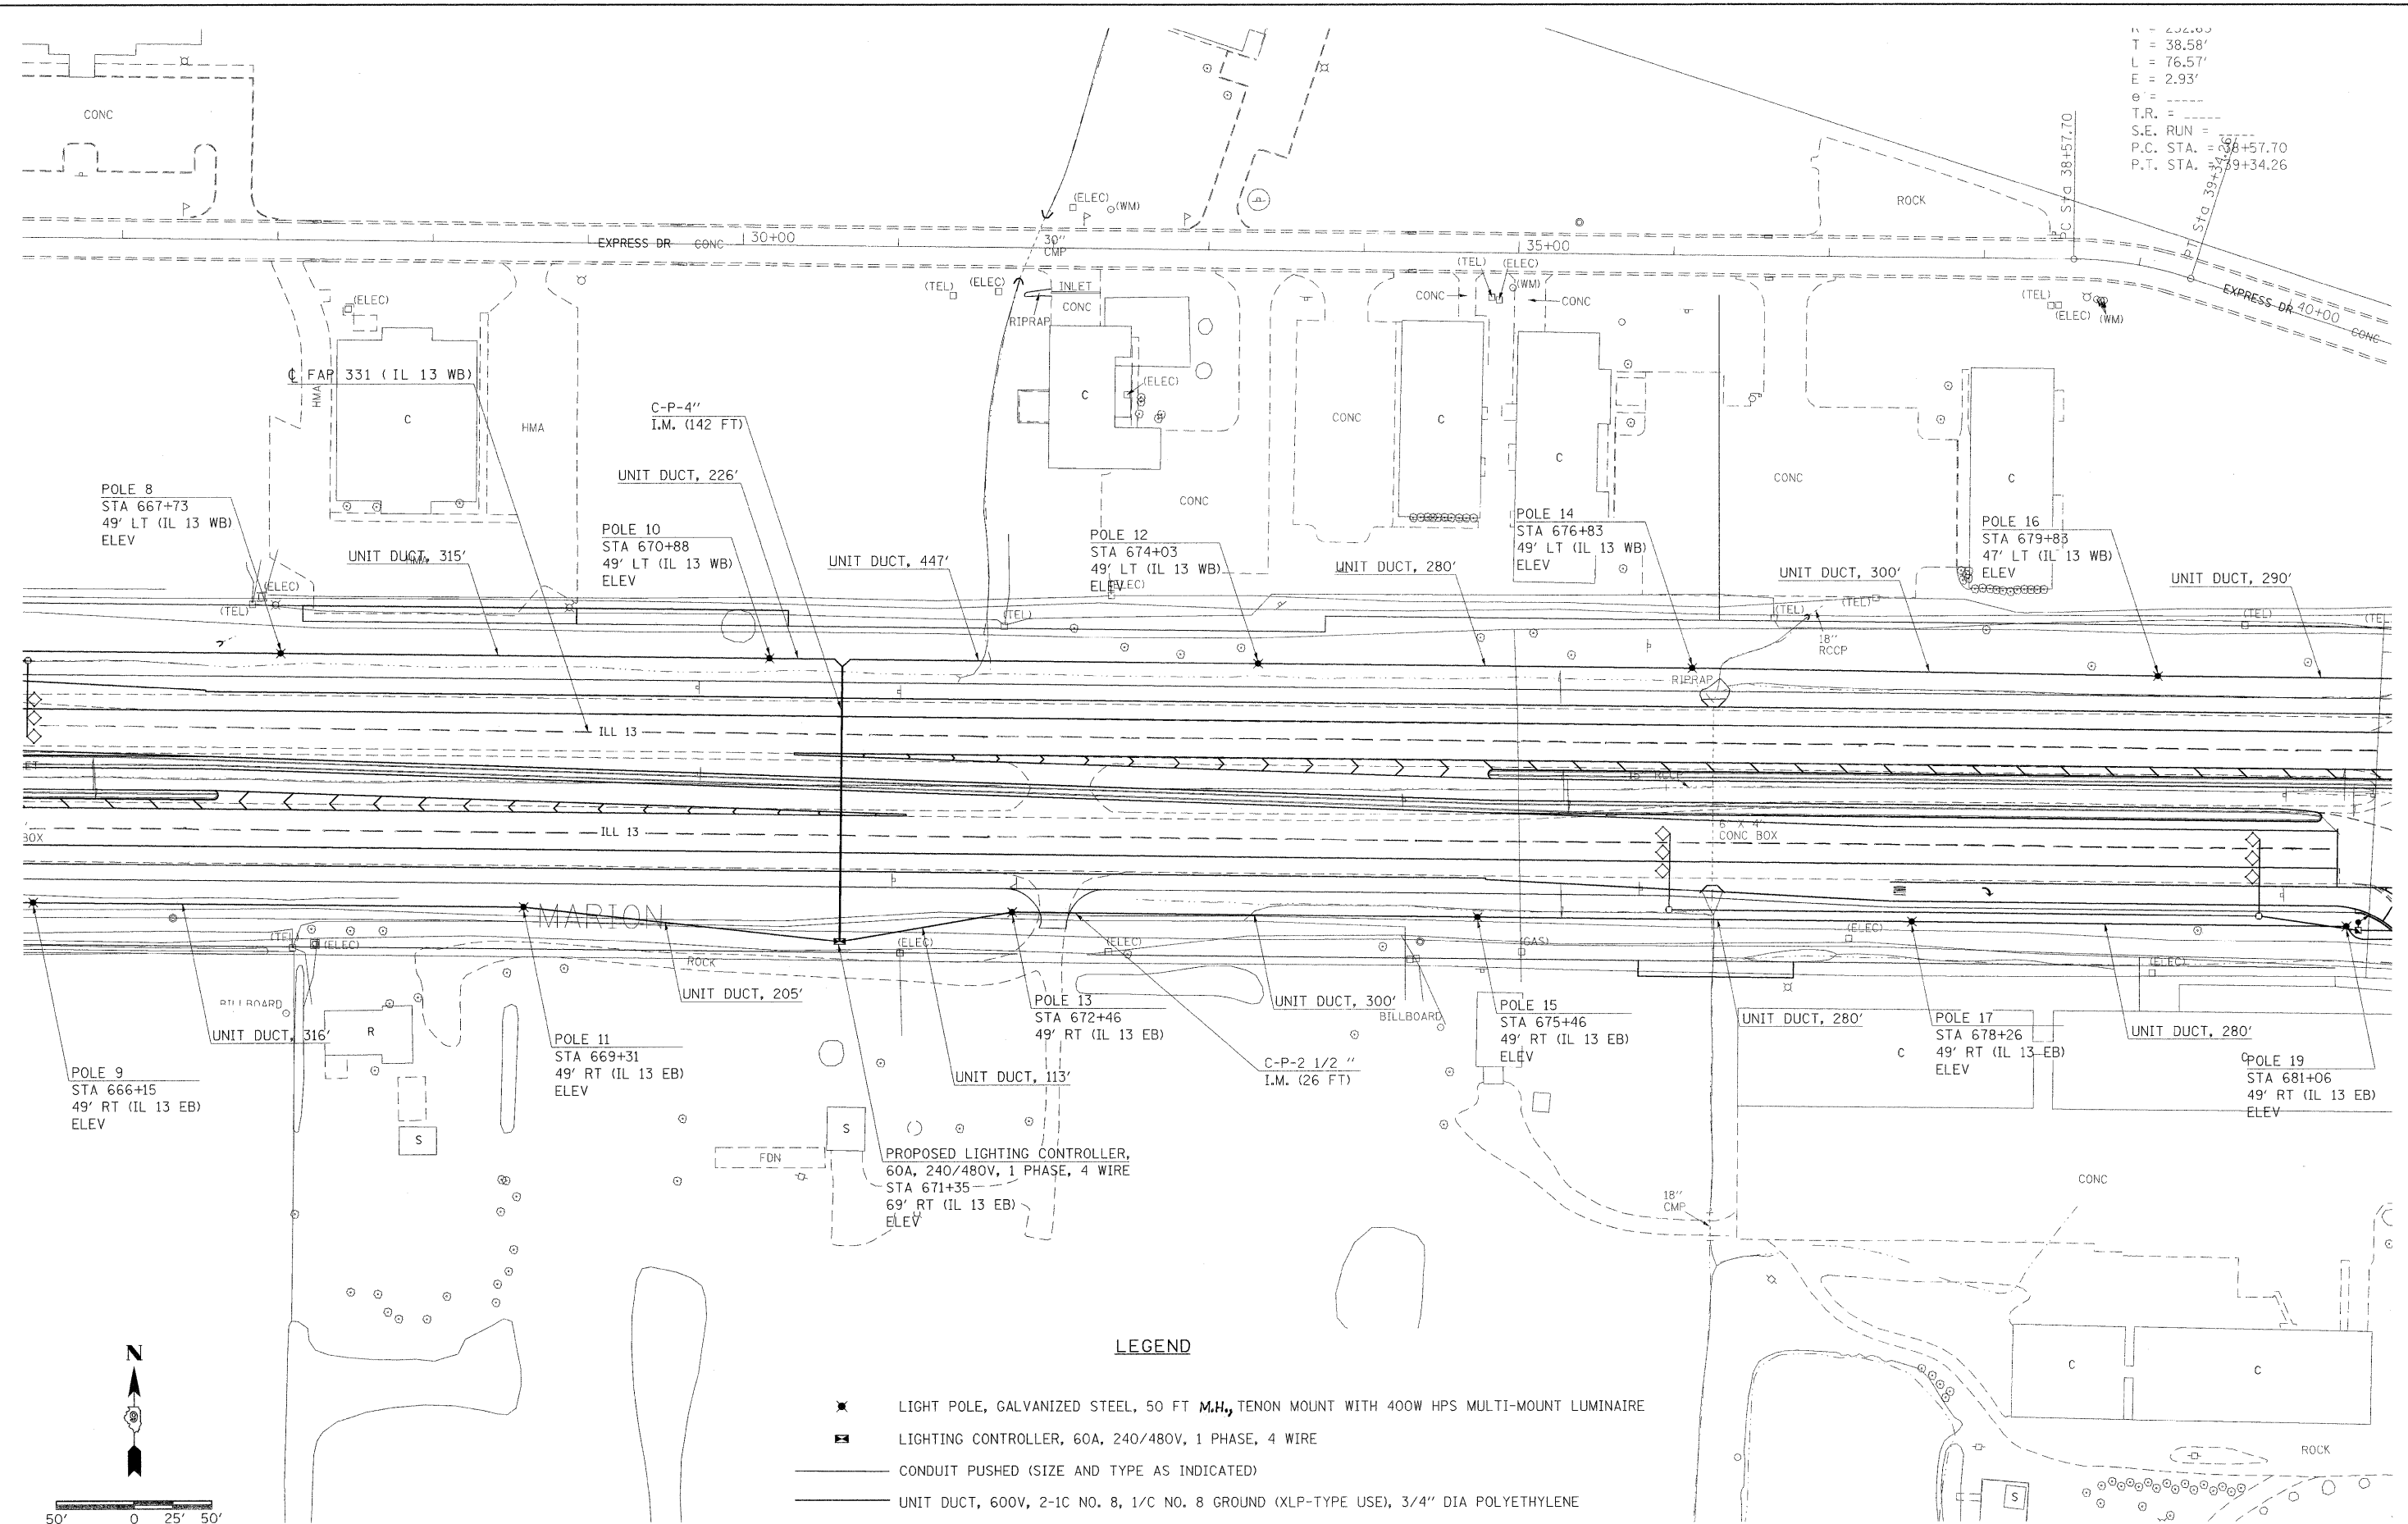 R = 232.65
T = 38.58'
L = 76.57'
E = 2.93'
e = _____
T.R. = _____
S.E. RUN = _____
P.C. STA. = 38+57.70
P.T. STA. = 39+34.26
PC Sta 38+57.70
PT Sta 39+34.26
CONC
ROCK
(ELEC)
(WM)
EXPRESS DR
CONC
30+00
30"
CMP
35+00
EXPRESS DR
40+00
CONC
(ELEC)
(TEL)
(ELEC)
INLET
CONC
RIPRAP
(TEL)
(ELEC)
(WM)
CONC
CONC
(TEL)
(ELEC)
(WM)
℄ FAP 331 (IL 13 WB)
HMA
C
HMA
C
(ELEC)
CONC
C
C
CONC
C
CONC
C-P-4"
I.M. (142 FT)
UNIT DUCT, 226'
POLE 8
STA 667+73
49' LT (IL 13 WB)
ELEV
UNIT DUCT, 315'
HMA
POLE 10
STA 670+88
49' LT (IL 13 WB)
ELEV
UNIT DUCT, 447'
POLE 12
STA 674+03
49' LT (IL 13 WB)
ELEV
(ELEC)
UNIT DUCT, 280'
POLE 14
STA 676+83
49' LT (IL 13 WB)
ELEV
UNIT DUCT, 300'
POLE 16
STA 679+83
47' LT (IL 13 WB)
ELEV
UNIT DUCT, 290'
(ELEC)
(TEL)
(TEL)
(TEL)
(TEL)
(TEL)
(TEL
18"
RCCP
RIPRAP
ILL 13
ILL 13
BOX
6' X 4'
CONC BOX
MARION
(TEL)
(ELEC)
ROCK
(ELEC)
(ELEC)
(GAS)
(ELEC)
(ELEC)
BILLBOARD
R
UNIT DUCT, 316'
UNIT DUCT, 205'
POLE 9
STA 666+15
49' RT (IL 13 EB)
ELEV
POLE 11
STA 669+31
49' RT (IL 13 EB)
ELEV
POLE 13
STA 672+46
49' RT (IL 13 EB)
UNIT DUCT, 113'
UNIT DUCT, 300'
C-P-2 1/2 "
I.M. (26 FT)
BILLBOARD
POLE 15
STA 675+46
49' RT (IL 13 EB)
ELEV
UNIT DUCT, 280'
POLE 17
STA 678+26
49' RT (IL 13 EB)
ELEV
C
UNIT DUCT, 280'
C
POLE 19
STA 681+06
49' RT (IL 13 EB)
ELEV
S
S
FDN
PROPOSED LIGHTING CONTROLLER,
60A, 240/480V, 1 PHASE, 4 WIRE
STA 671+35
69' RT (IL 13 EB)
ELEV
18"
CMP
CONC
C
C
ROCK
S
N
50' 0 25' 50'
LEGEND
LIGHT POLE, GALVANIZED STEEL, 50 FT M.H., TENON MOUNT WITH 400W HPS MULTI-MOUNT LUMINAIRE
LIGHTING CONTROLLER, 60A, 240/480V, 1 PHASE, 4 WIRE
CONDUIT PUSHED (SIZE AND TYPE AS INDICATED)
UNIT DUCT, 600V, 2-1C NO. 8, 1/C NO. 8 GROUND (XLP-TYPE USE), 3/4" DIA POLYETHYLENE